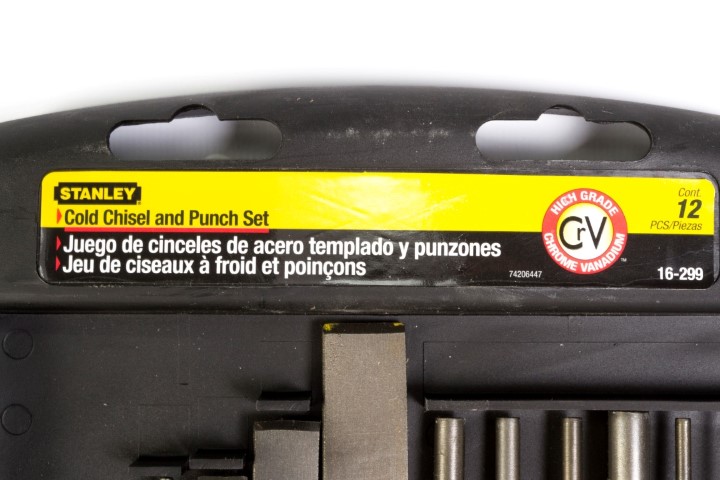 STANLEY
Cold Chisel and Punch Set
Juego de cinceles de acero templado y punzones
Jeu de ciseaux à froid et poinçons
74206447
HIGH GRADE
CrV
CHROME VANADIUM™
Cont.
12
PCS/Piezas
16-299